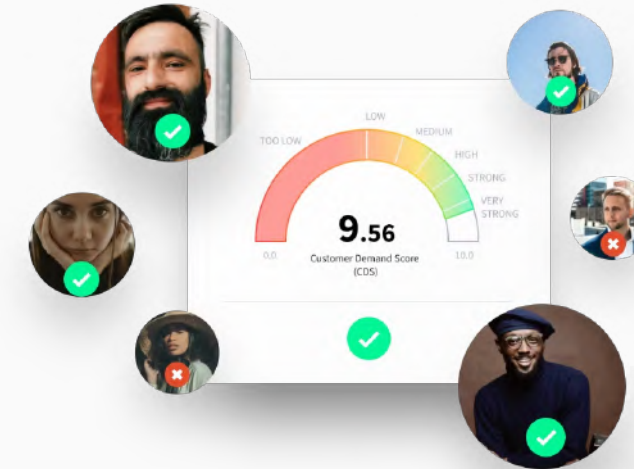 LOW
TOO LOW
MEDIUM
HIGH
STRONG
VERY
STRONG
9.56
0.0
Customer Demand Score
10.0
(CDS)